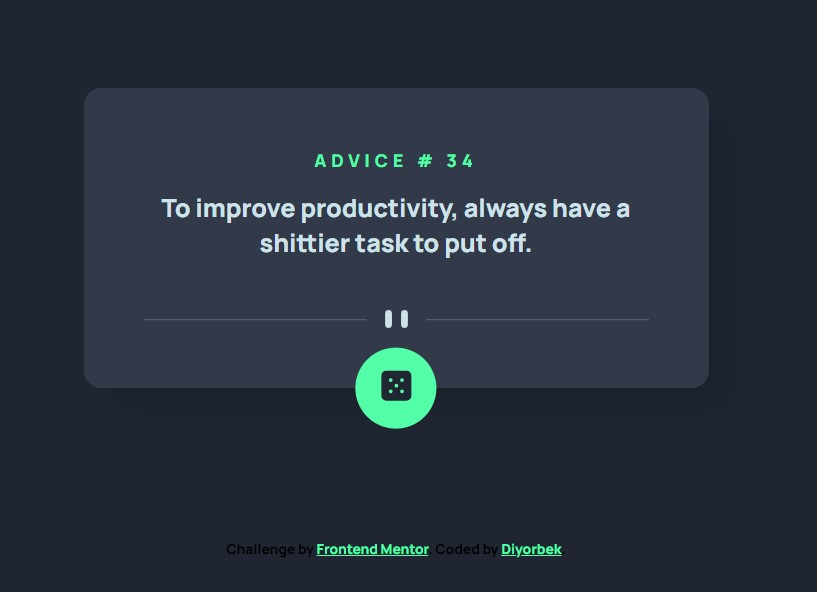 ADVICE # 34
To improve productivity, always have a
shittier task to put off.
Challenge by Frontend Mentor. Coded by Diyorbek.